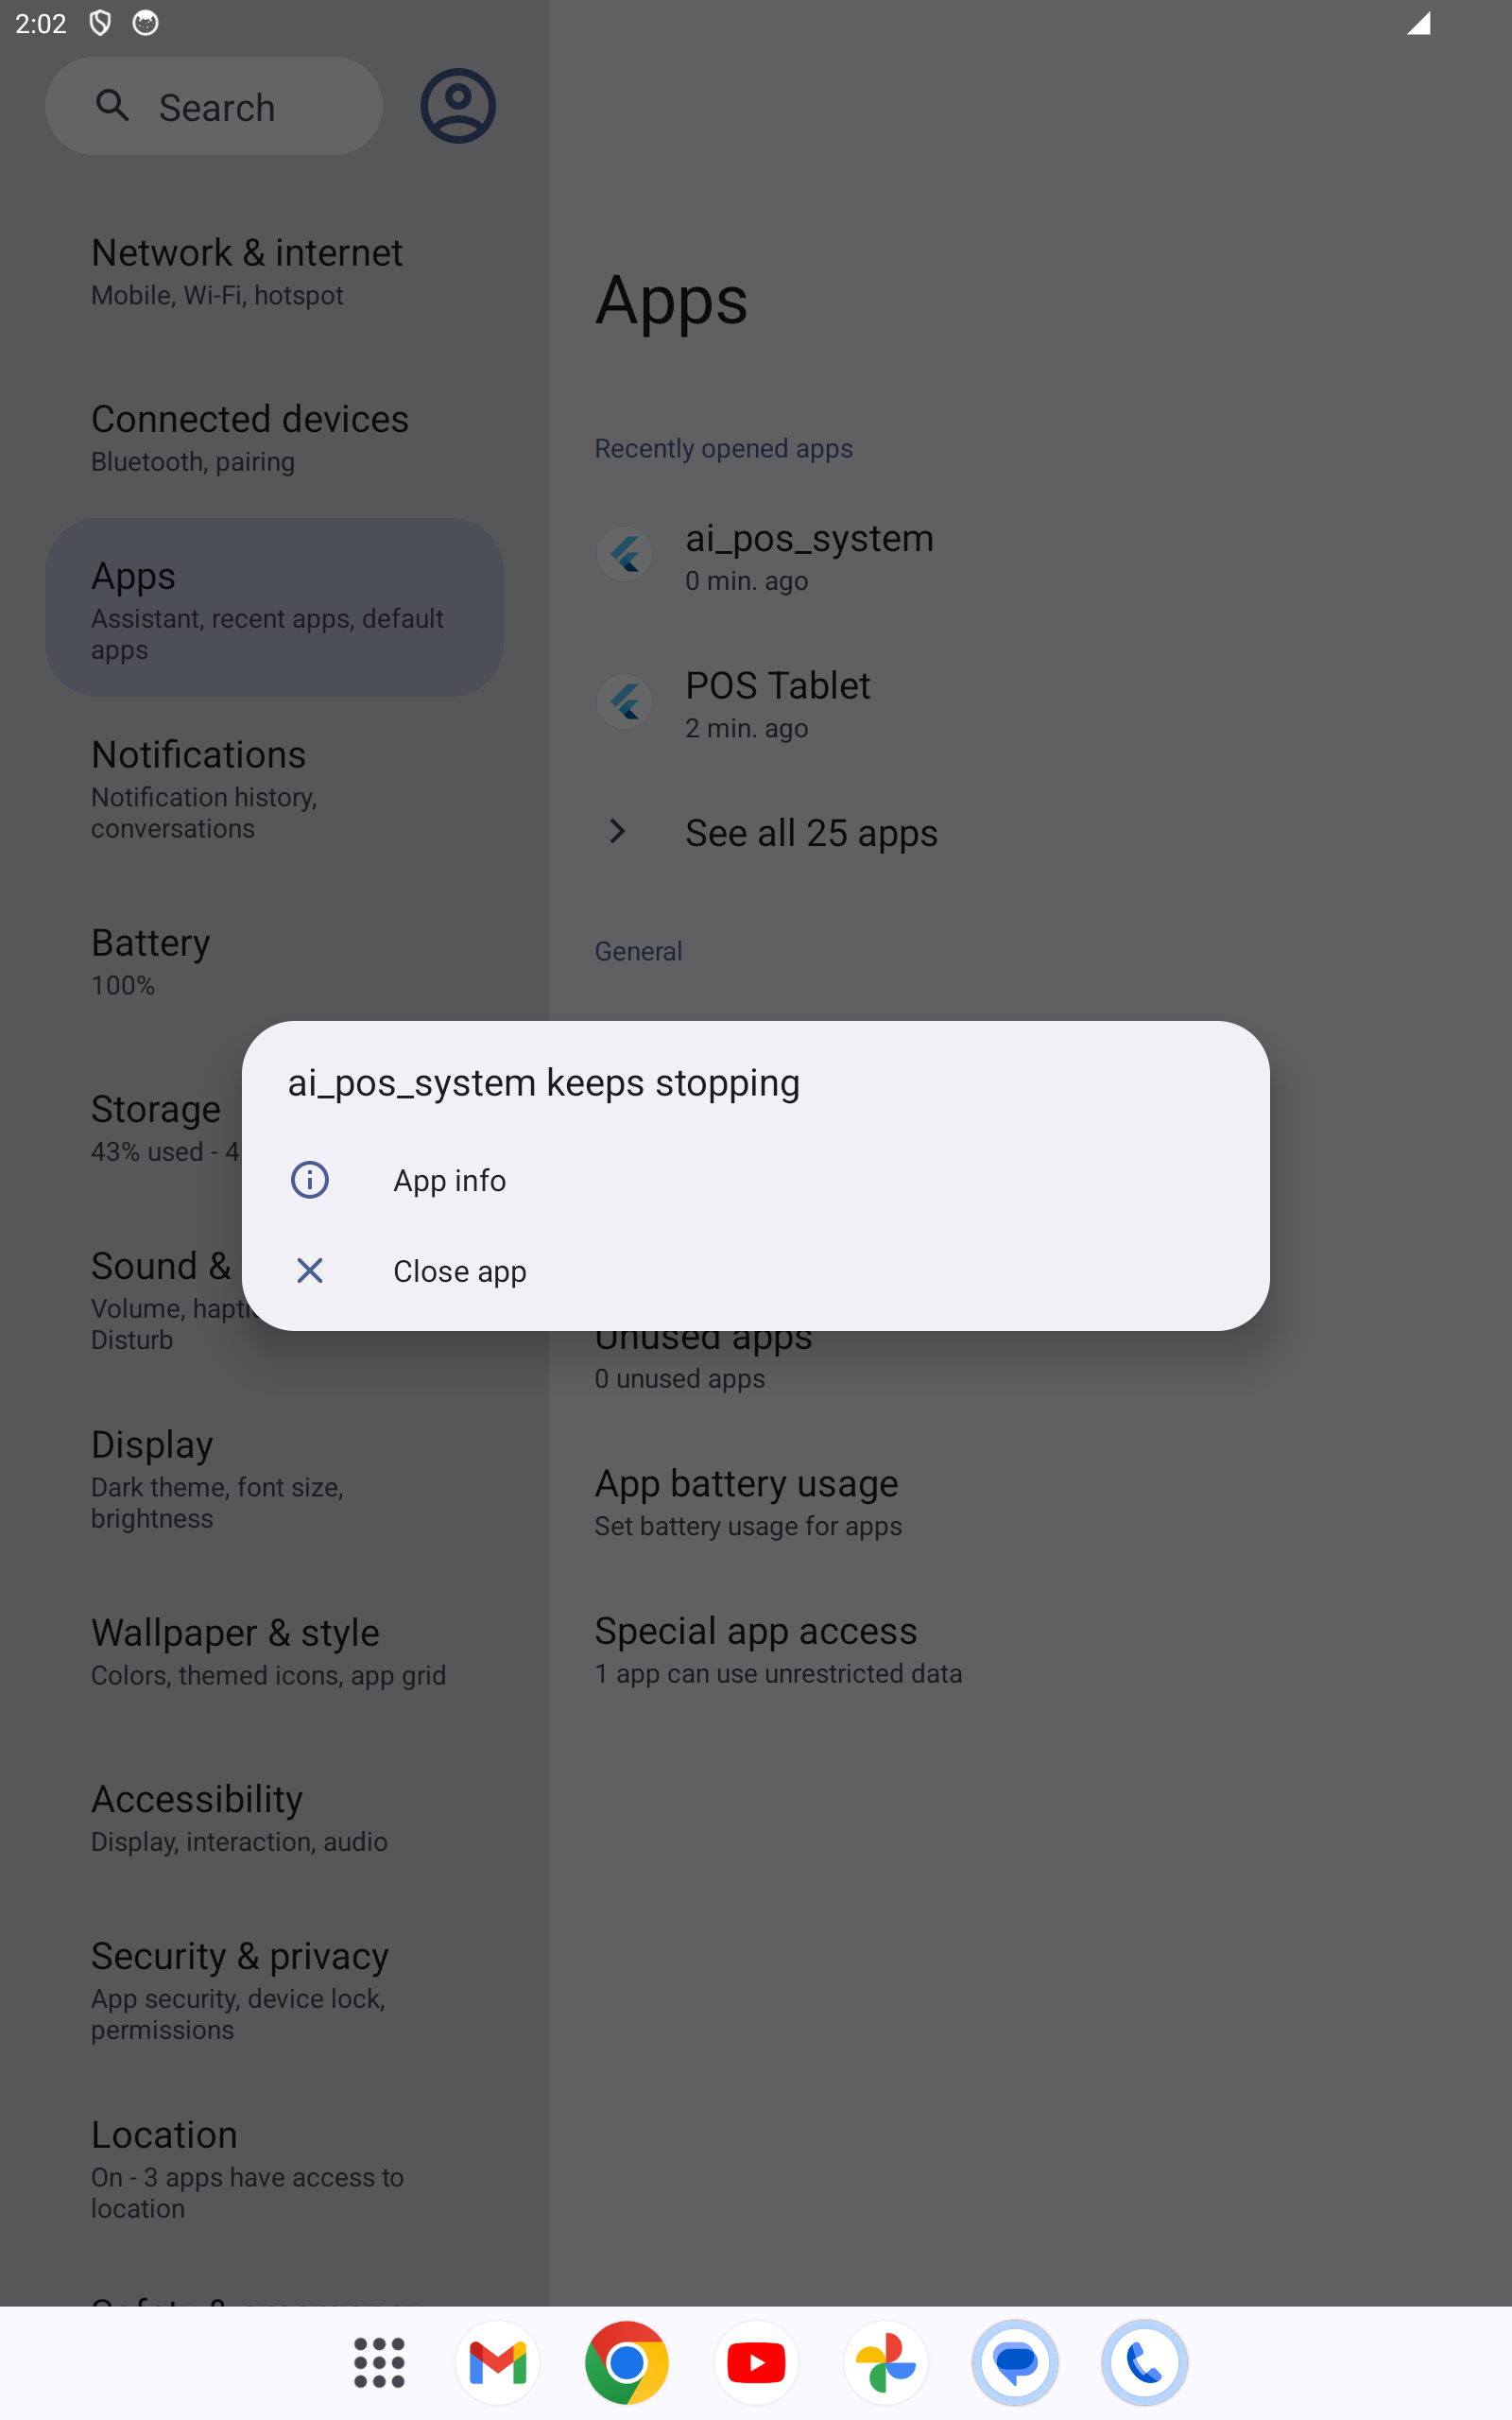 2:02
Search
Network & internet
Mobile, Wi-Fi, hotspot
Connected devices
Bluetooth, pairing
Apps
Assistant, recent apps, default
apps
Notifications
Notification history,
conversations
Battery
100%
Storage
43% used - 4
Sound &
Volume, hapti
Disturb
Display
Dark theme, font size,
brightness
Wallpaper & style
Colors, themed icons, app grid
Accessibility
Display, interaction, audio
Security & privacy
App security, device lock,
permissions
Location
On - 3 apps have access to
location
Apps
Recently opened apps
ai_pos_system
0 min. ago
POS Tablet
2 min. ago
See all 25 apps
General
ai_pos_system keeps stopping
App info
Close app
Unused apps
0 unused apps
App battery usage
Set battery usage for apps
Special app access
1 app can use unrestricted data